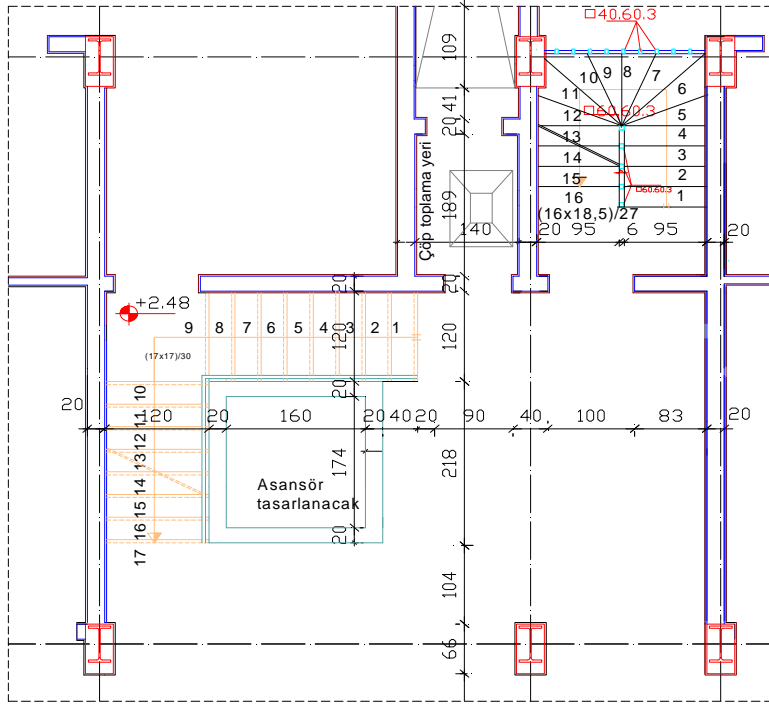 □40.60.3
109
10 9 8 7
11 6
41
□60.60.3
12 5
20
13 4
14 3
Çöp toplama yeri
15 2
□60.60.3
189
16 1
(16x18,5)/27
140 20 95 6 95 20
20 20 20
+2.48
9 8 7 6 5 4 3 2 1
120 120
(17x17)/30
10 20
20 120 20 160 20 40 20 90 40 100 83 20
11
12
13
174
218
14
Asansör
tasarlanacak
15
16
20
17
104
66